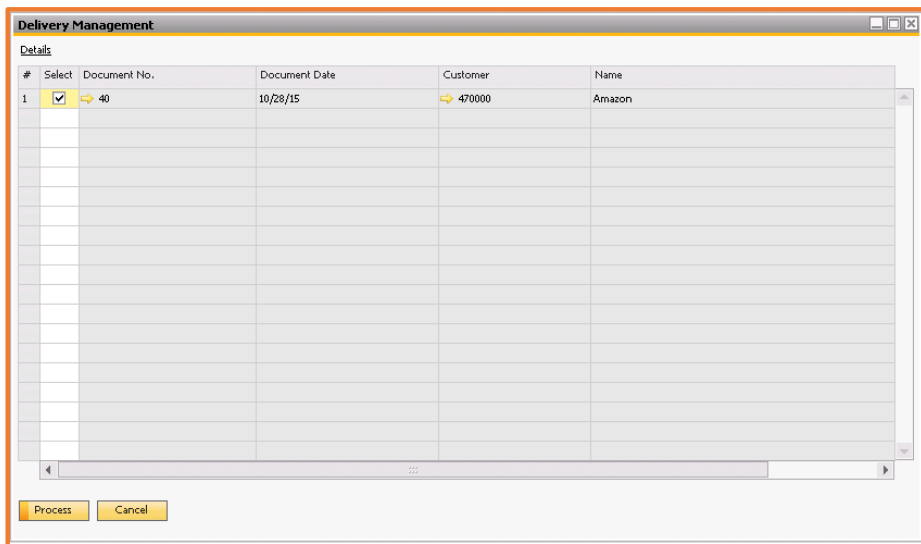 Delivery Management
Details
# Select Document No. Document Date Customer Name
1 40 10/28/15 470000 Amazon
Process Cancel